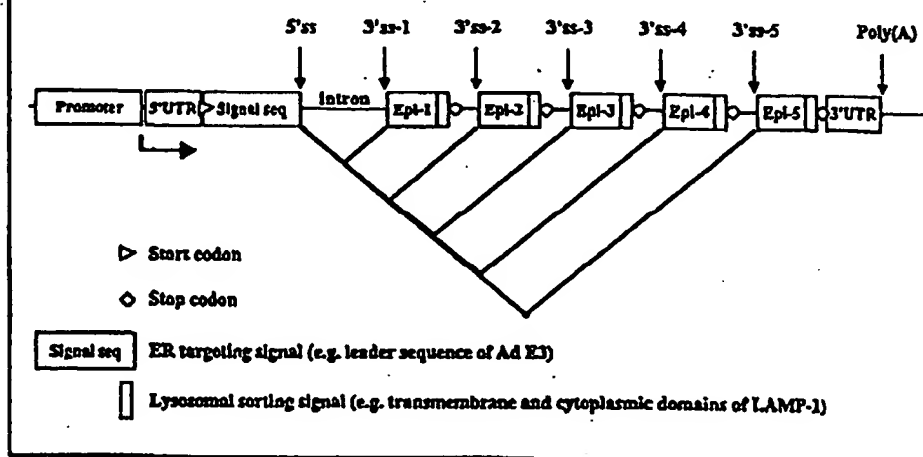 5'ss 3'ss-1 3'ss-2 3'ss-3 3'ss-4 3'ss-5 Poly(A)
Promoter 5'UTR Signal seq intron Epi-1 Epi-2 Epi-3 Epi-4 Epi-5 3'UTR
Start codon
Stop codon
Signal seq ER targeting signal (e.g. leader sequence of Ad E3)
Lysosomal sorting signal (e.g. transmembrane and cytoplasmic domains of LAMP-1)